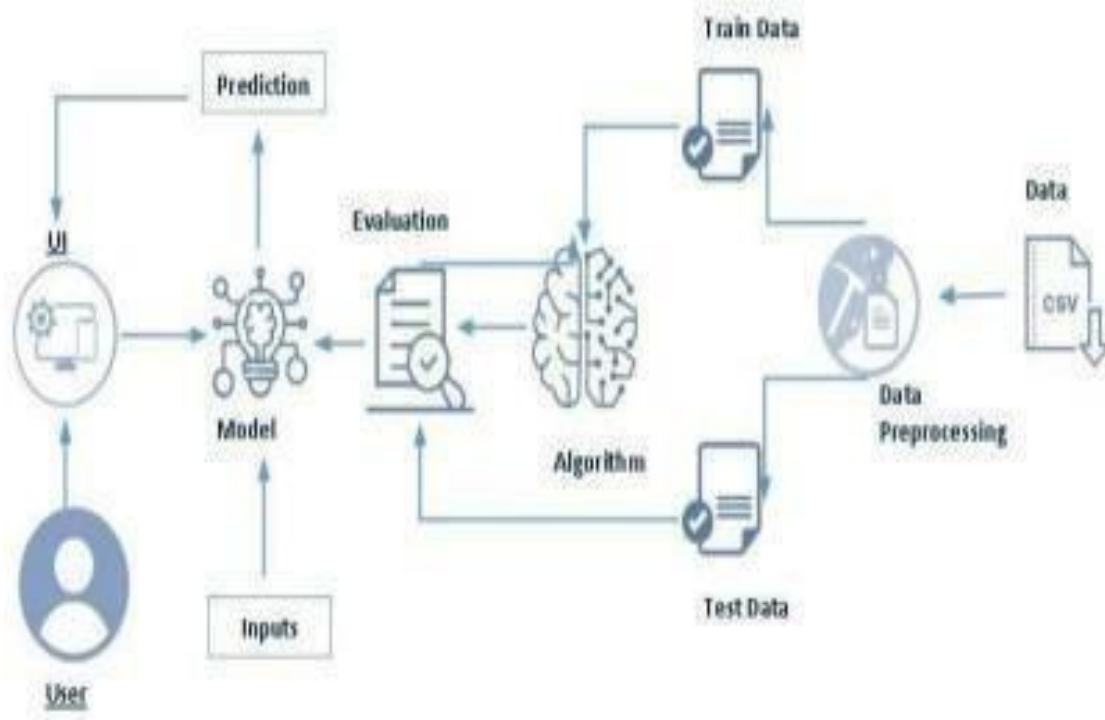 Train Data
Prediction
Data
Evaluation
UI
CSV
Data
Preprocessing
Model
Algorithm
Test Data
Inputs
User